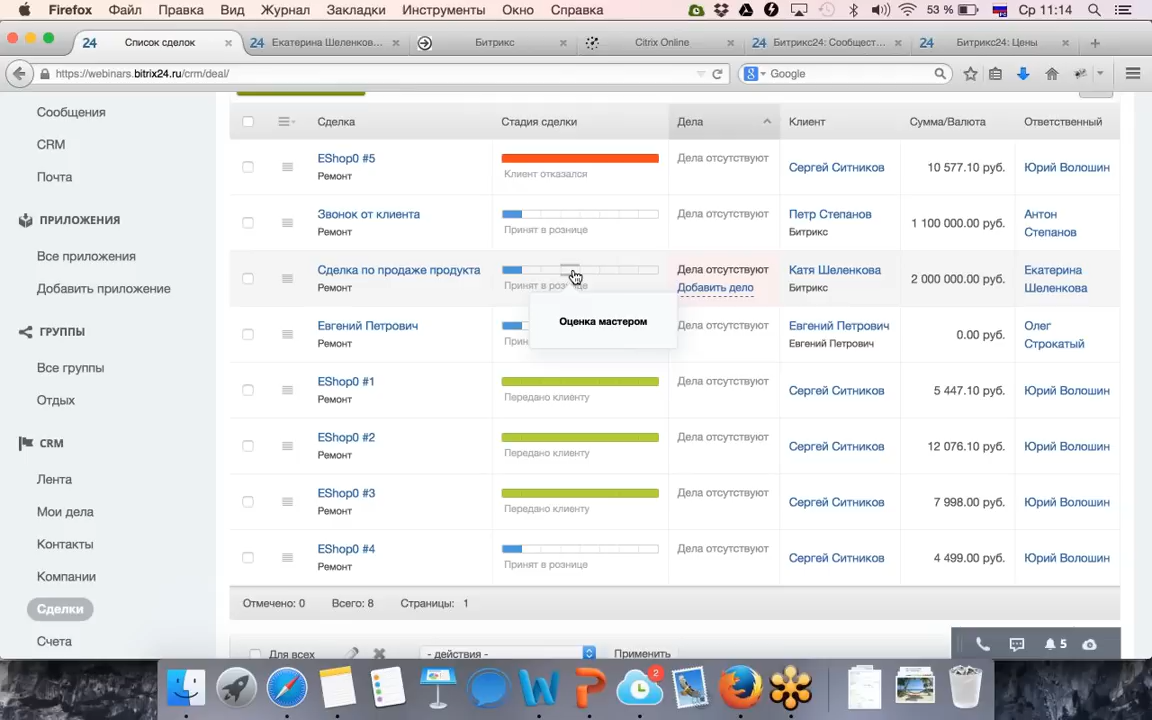 Firefox Файл Правка Вид Журнал Закладки Инструменты Окно Справка 53 % Ср 11:14
24 Список сделок × 24 Екатерина Шеленкова... × Битрикс × Citrix Online × 24 Битрикс24: Сообщест... × 24 Битрикс24: Цены × +
https://webinars.bitrix24.ru/crm/deal/ Google
Сообщения
CRM
Почта
ПРИЛОЖЕНИЯ
Все приложения
Добавить приложение
ГРУППЫ
Все группы
Отдых
CRM
Лента
Мои дела
Контакты
Компании
Сделки
Счета
Сделка Стадия сделки Дела Клиент Сумма/Валюта Ответственный
EShop0 #5 Дела отсутствуют
Ремонт Клиент отказался Сергей Ситников 10 577.10 руб. Юрий Волошин
Звонок от клиента Дела отсутствуют Петр Степанов Антон
Ремонт Принят в рознице Битрикс 1 100 000.00 руб. Степанов
Сделка по продаже продукта Дела отсутствуют Катя Шеленкова Екатерина
Ремонт Принят в рознице Добавить дело Битрикс 2 000 000.00 руб. Шеленкова
Оценка мастером
Евгений Петрович Дела отсутствуют Евгений Петрович Олег
Ремонт Прин Евгений Петрович 0.00 руб. Строкатый
EShop0 #1 Дела отсутствуют
Ремонт Передано клиенту Сергей Ситников 5 447.10 руб. Юрий Волошин
EShop0 #2 Дела отсутствуют
Ремонт Передано клиенту Сергей Ситников 12 076.10 руб. Юрий Волошин
EShop0 #3 Дела отсутствуют
Ремонт Передано клиенту Сергей Ситников 7 998.00 руб. Юрий Волошин
EShop0 #4 Дела отсутствуют
Ремонт Принят в рознице Сергей Ситников 4 499.00 руб. Юрий Волошин
Отмечено: 0 Всего: 8 Страницы: 1
Для всех - действия - Применить
5
2